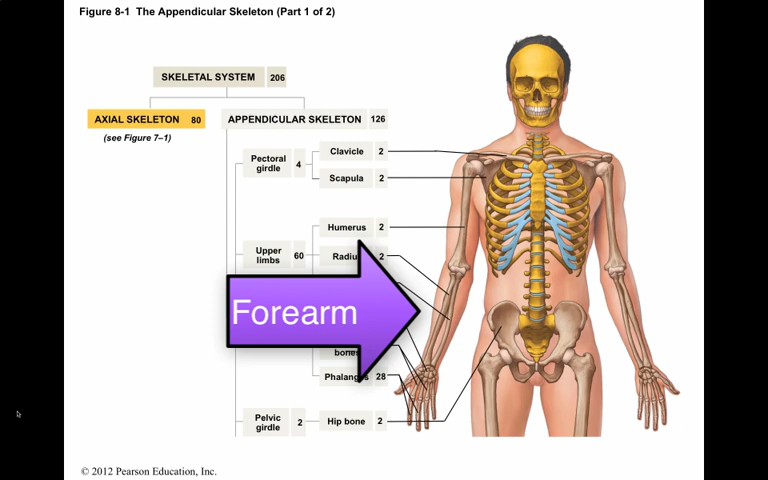 Figure 8-1 The Appendicular Skeleton (Part 1 of 2)
SKELETAL SYSTEM 206
AXIAL SKELETON 80
(see Figure 7–1)
APPENDICULAR SKELETON 126
Pectoral
girdle 4
Clavicle 2
Scapula 2
Upper
limbs 60
Humerus 2
Radiu 2
Forearm
bones
Phalanges 28
Pelvic
girdle 2
Hip bone 2
© 2012 Pearson Education, Inc.